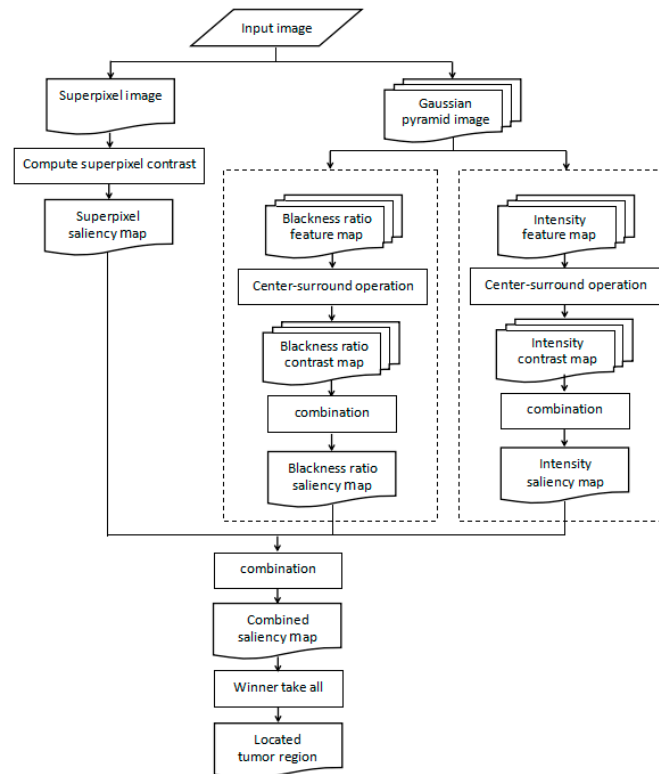 Input image
Superpixel image
Gaussian
pyramid image
Compute superpixel contrast
Superpixel
saliency map
Blackness ratio
feature map
Center-surround operation
Blackness ratio
contrast map
combination
Blackness ratio
saliency map
Intensity
feature map
Center-surround operation
Intensity
contrast map
combination
Intensity
saliency map
combination
Combined
saliency map
Winner take all
Located
tumor region